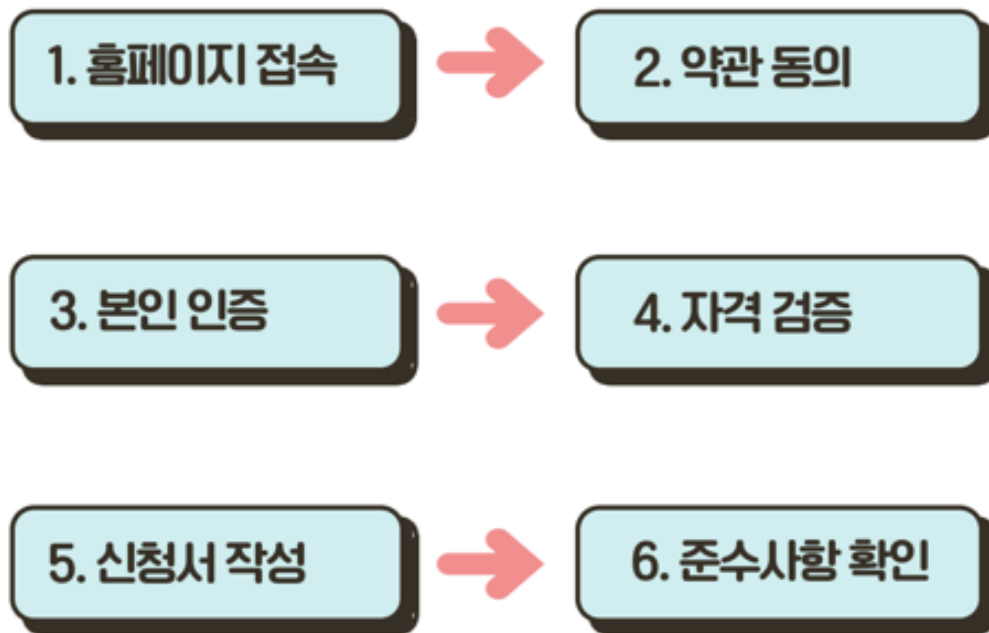 1. 홈페이지 접속
2. 약관 동의
3. 본인 인증
4. 자격 검증
5. 신청서 작성
6. 준수사항 확인